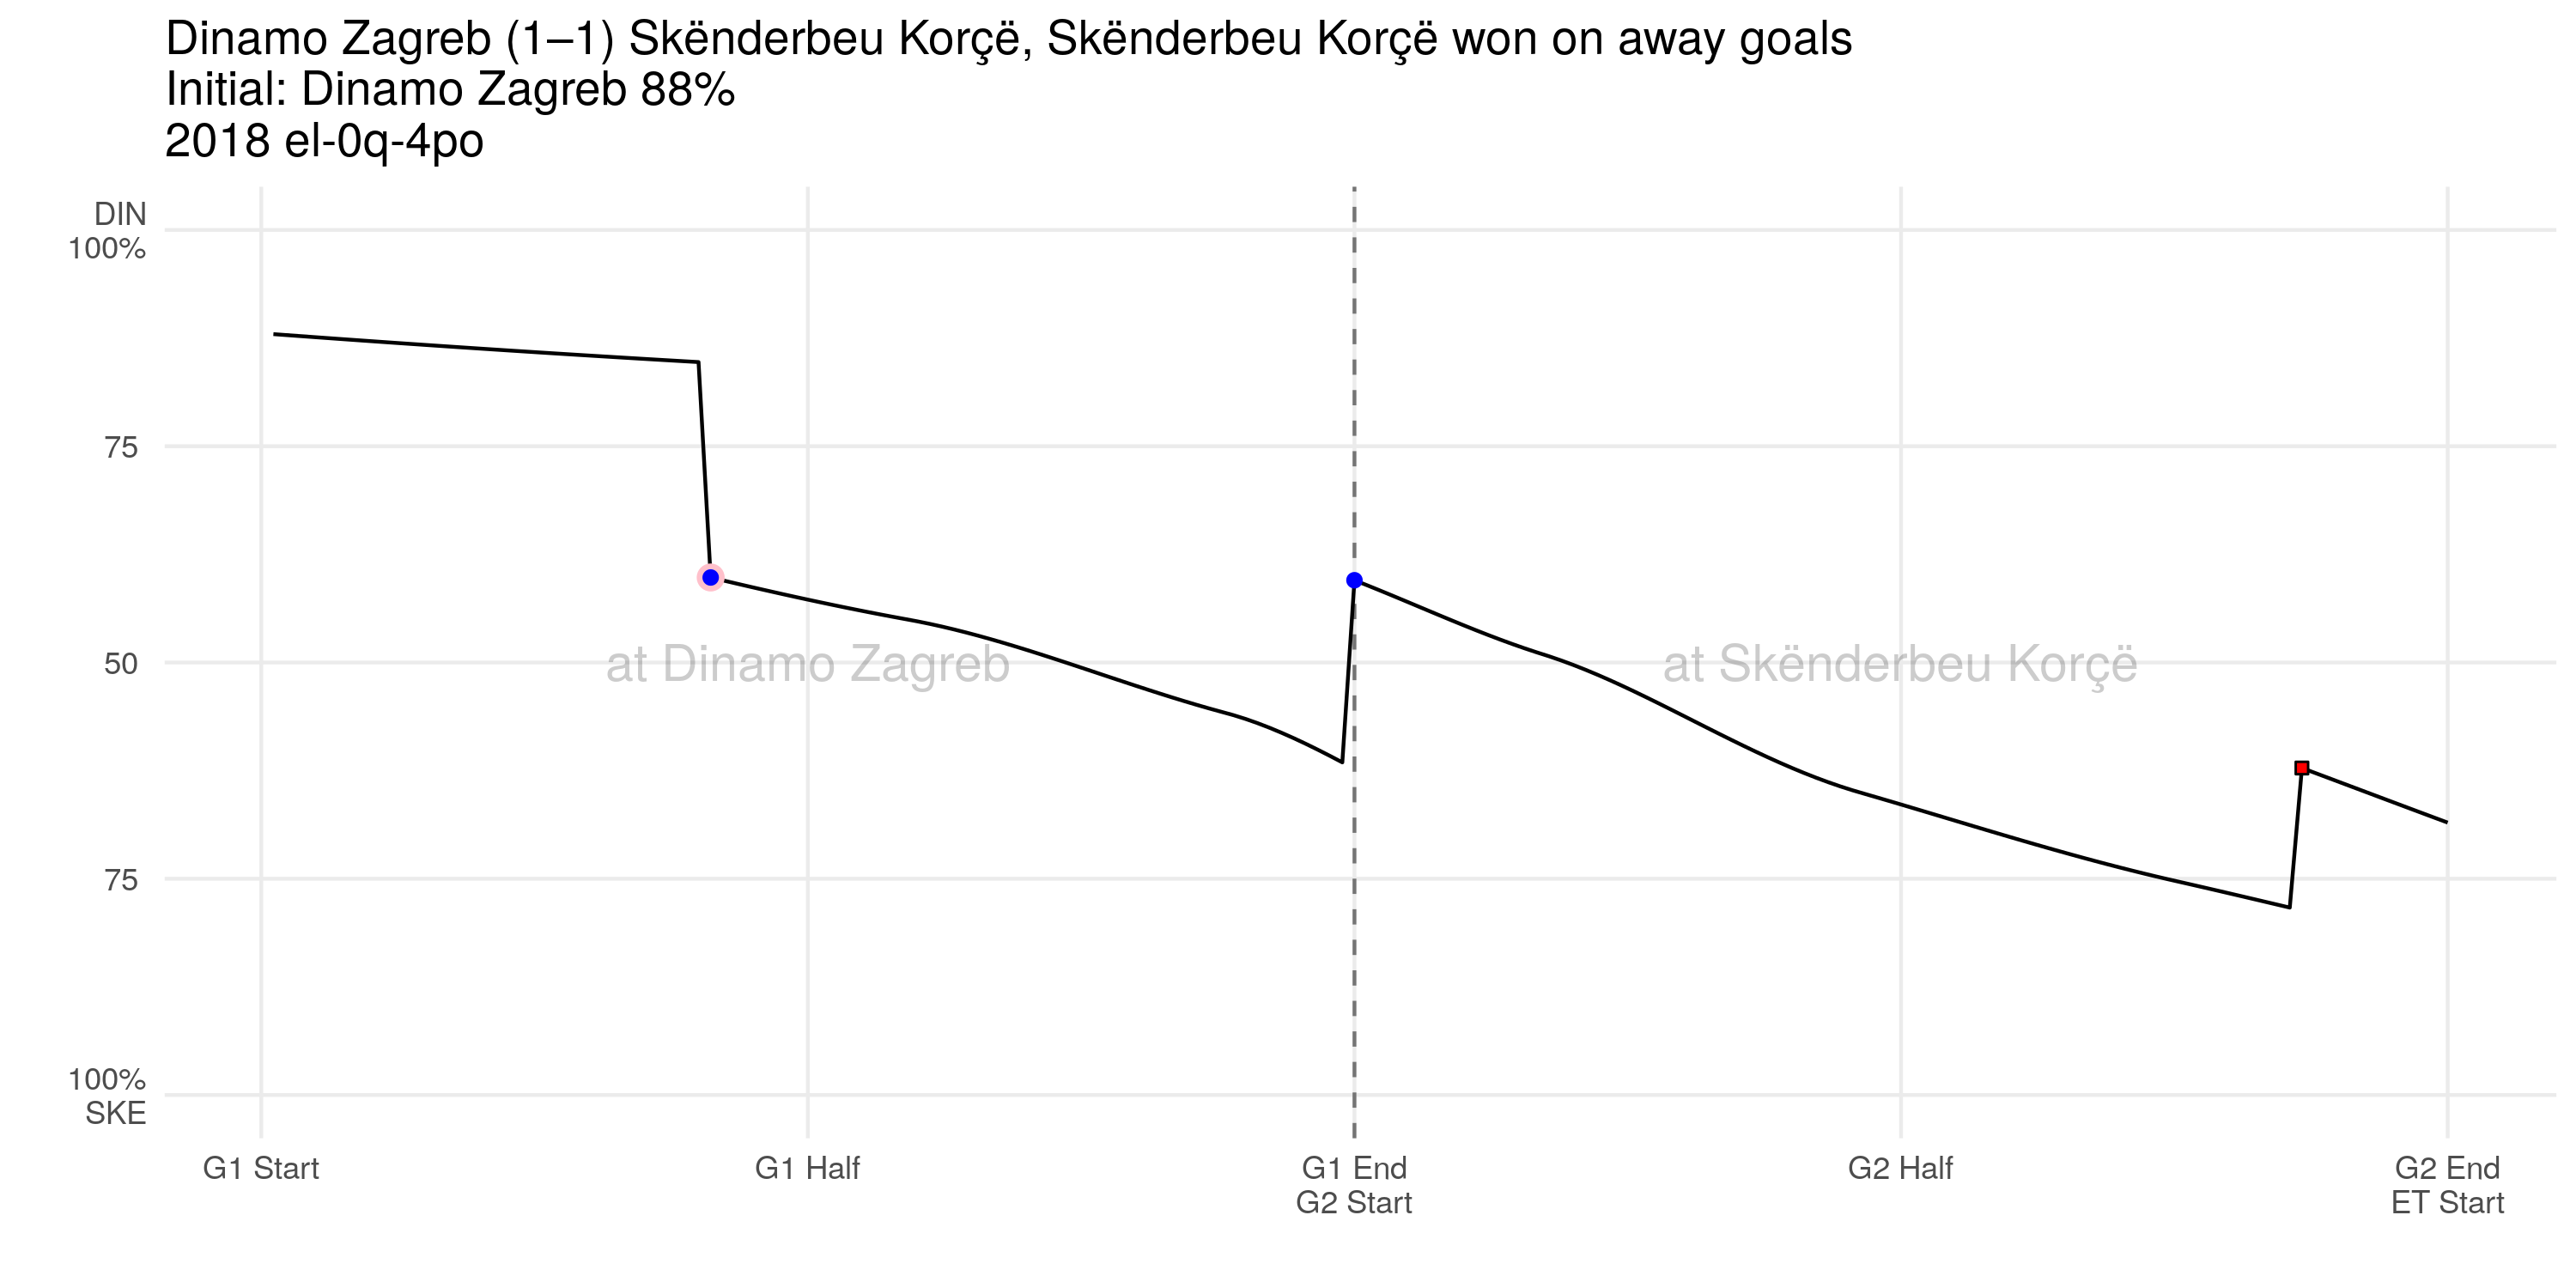 Dinamo Zagreb (1–1) Skënderbeu Korçë, Skënderbeu Korçë won on away goals
Initial: Dinamo Zagreb 88%
2018 el-0q-4po
DIN
100%
75
50
75
100%
SKE
at Dinamo Zagreb
at Skënderbeu Korçë
G1 Start
G1 Half
G1 End
G2 Start
G2 Half
G2 End
ET Start